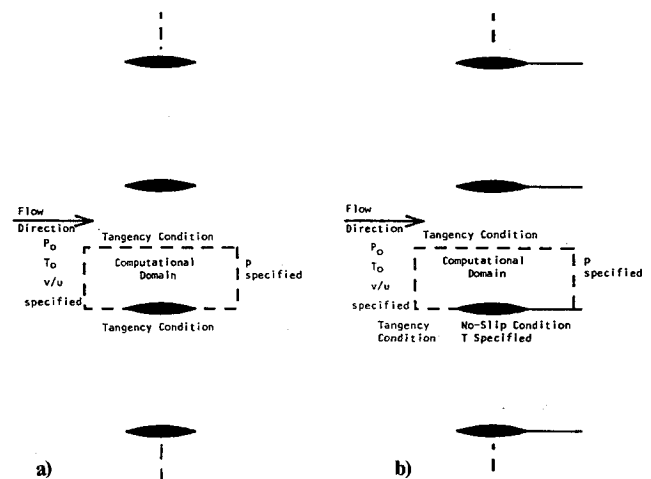 Flow
Direction
Tangency Condition
P₀
T₀
v/u
specified
Computational
Domain
p
specified
Tangency Condition
a)
Flow
Direction
Tangency Condition
P₀
T₀
v/u
specified
Computational
Domain
p
specified
Tangency
Condition
No-Slip Condition
T Specified
b)